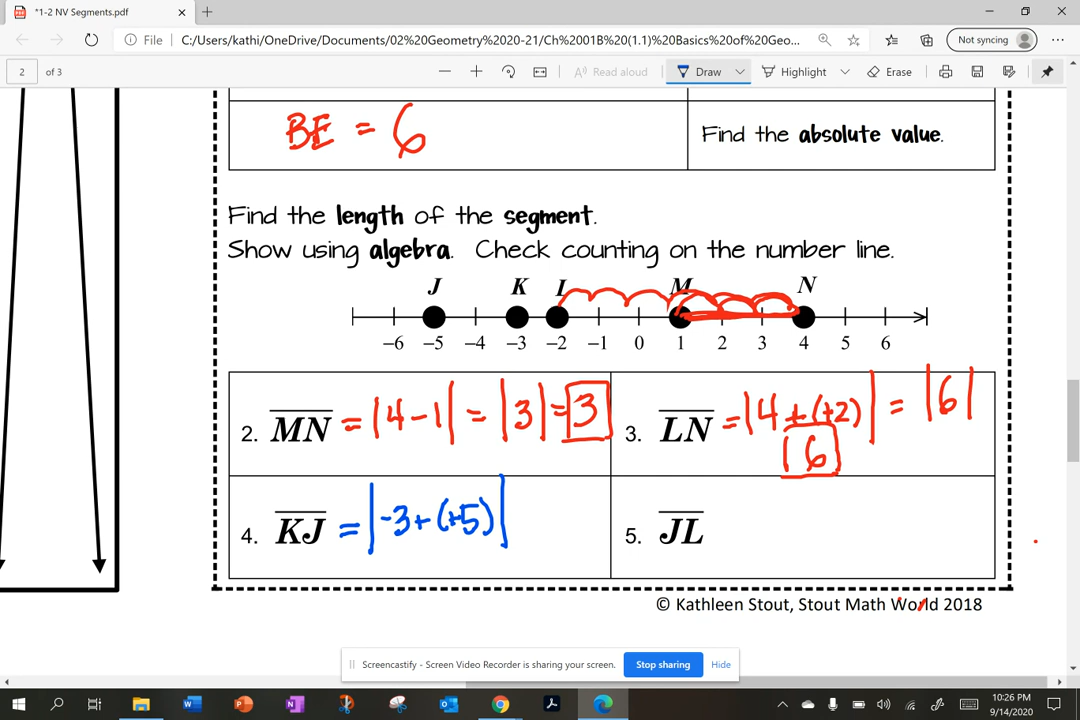 *1-2 NV Segments.pdf
File C:/Users/kathi/OneDrive/Documents/02%20Geometry%2020-21/Ch%2001B%20(1.1)%20Basics%20of%20Geo... Not syncing
2 of 3 Read aloud Draw Highlight Erase
BE = 6
Find the absolute value.
Find the length of the segment.
Show using algebra. Check counting on the number line.
J K L M N
-6 -5 -4 -3 -2 -1 0 1 2 3 4 5 6
2. MN = |4-1| = |3| = 3
3. LN = |4+(+2)| = |6|
|6|
4. KJ = |-3+(+5)|
5. JL
© Kathleen Stout, Stout Math World 2018
Screencastify - Screen Video Recorder is sharing your screen. Stop sharing Hide
10:26 PM
9/14/2020